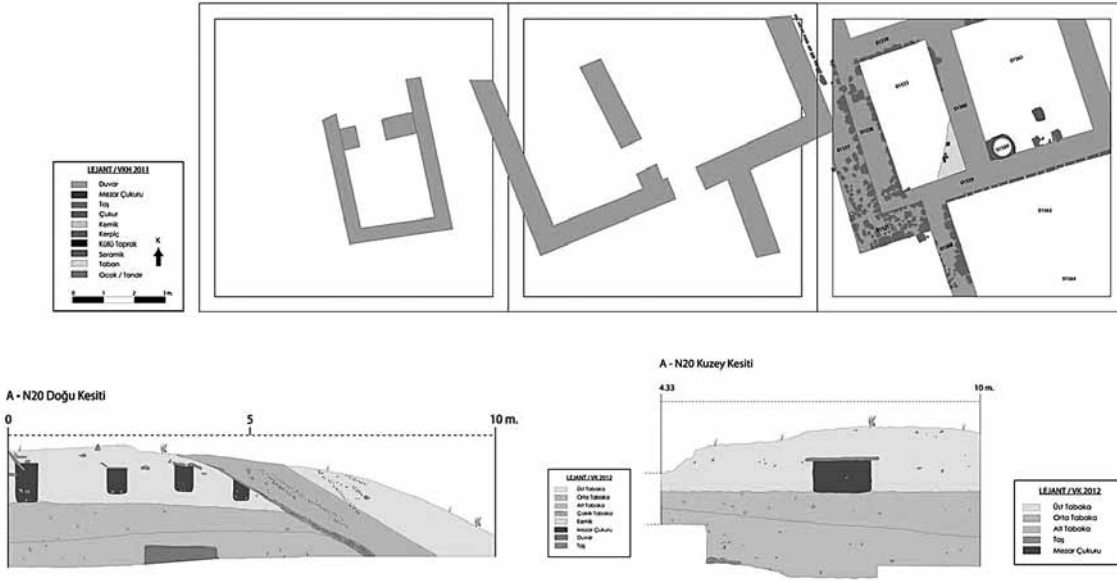 LEJANT / VKH 2011
Duvar
Mezar Çukuru
Taş
Çukur
Kemik
Kerpiç
Küllü Toprak
Seramik
Taban
Ocak / Tandır
K
0 1 2 3 m.
A - N20 Doğu Kesiti
0 5 10 m.
LEJANT / VK 2012
Üst Tabaka
Orta Tabaka
Alt Tabaka
Çakıllı Tabaka
Kemik
Mezar Çukuru
Duvar
Taş
A - N20 Kuzey Kesiti
4.33 10 m.
LEJANT / VK 2012
Üst Tabaka
Orta Tabaka
Alt Tabaka
Taş
Mezar Çukuru